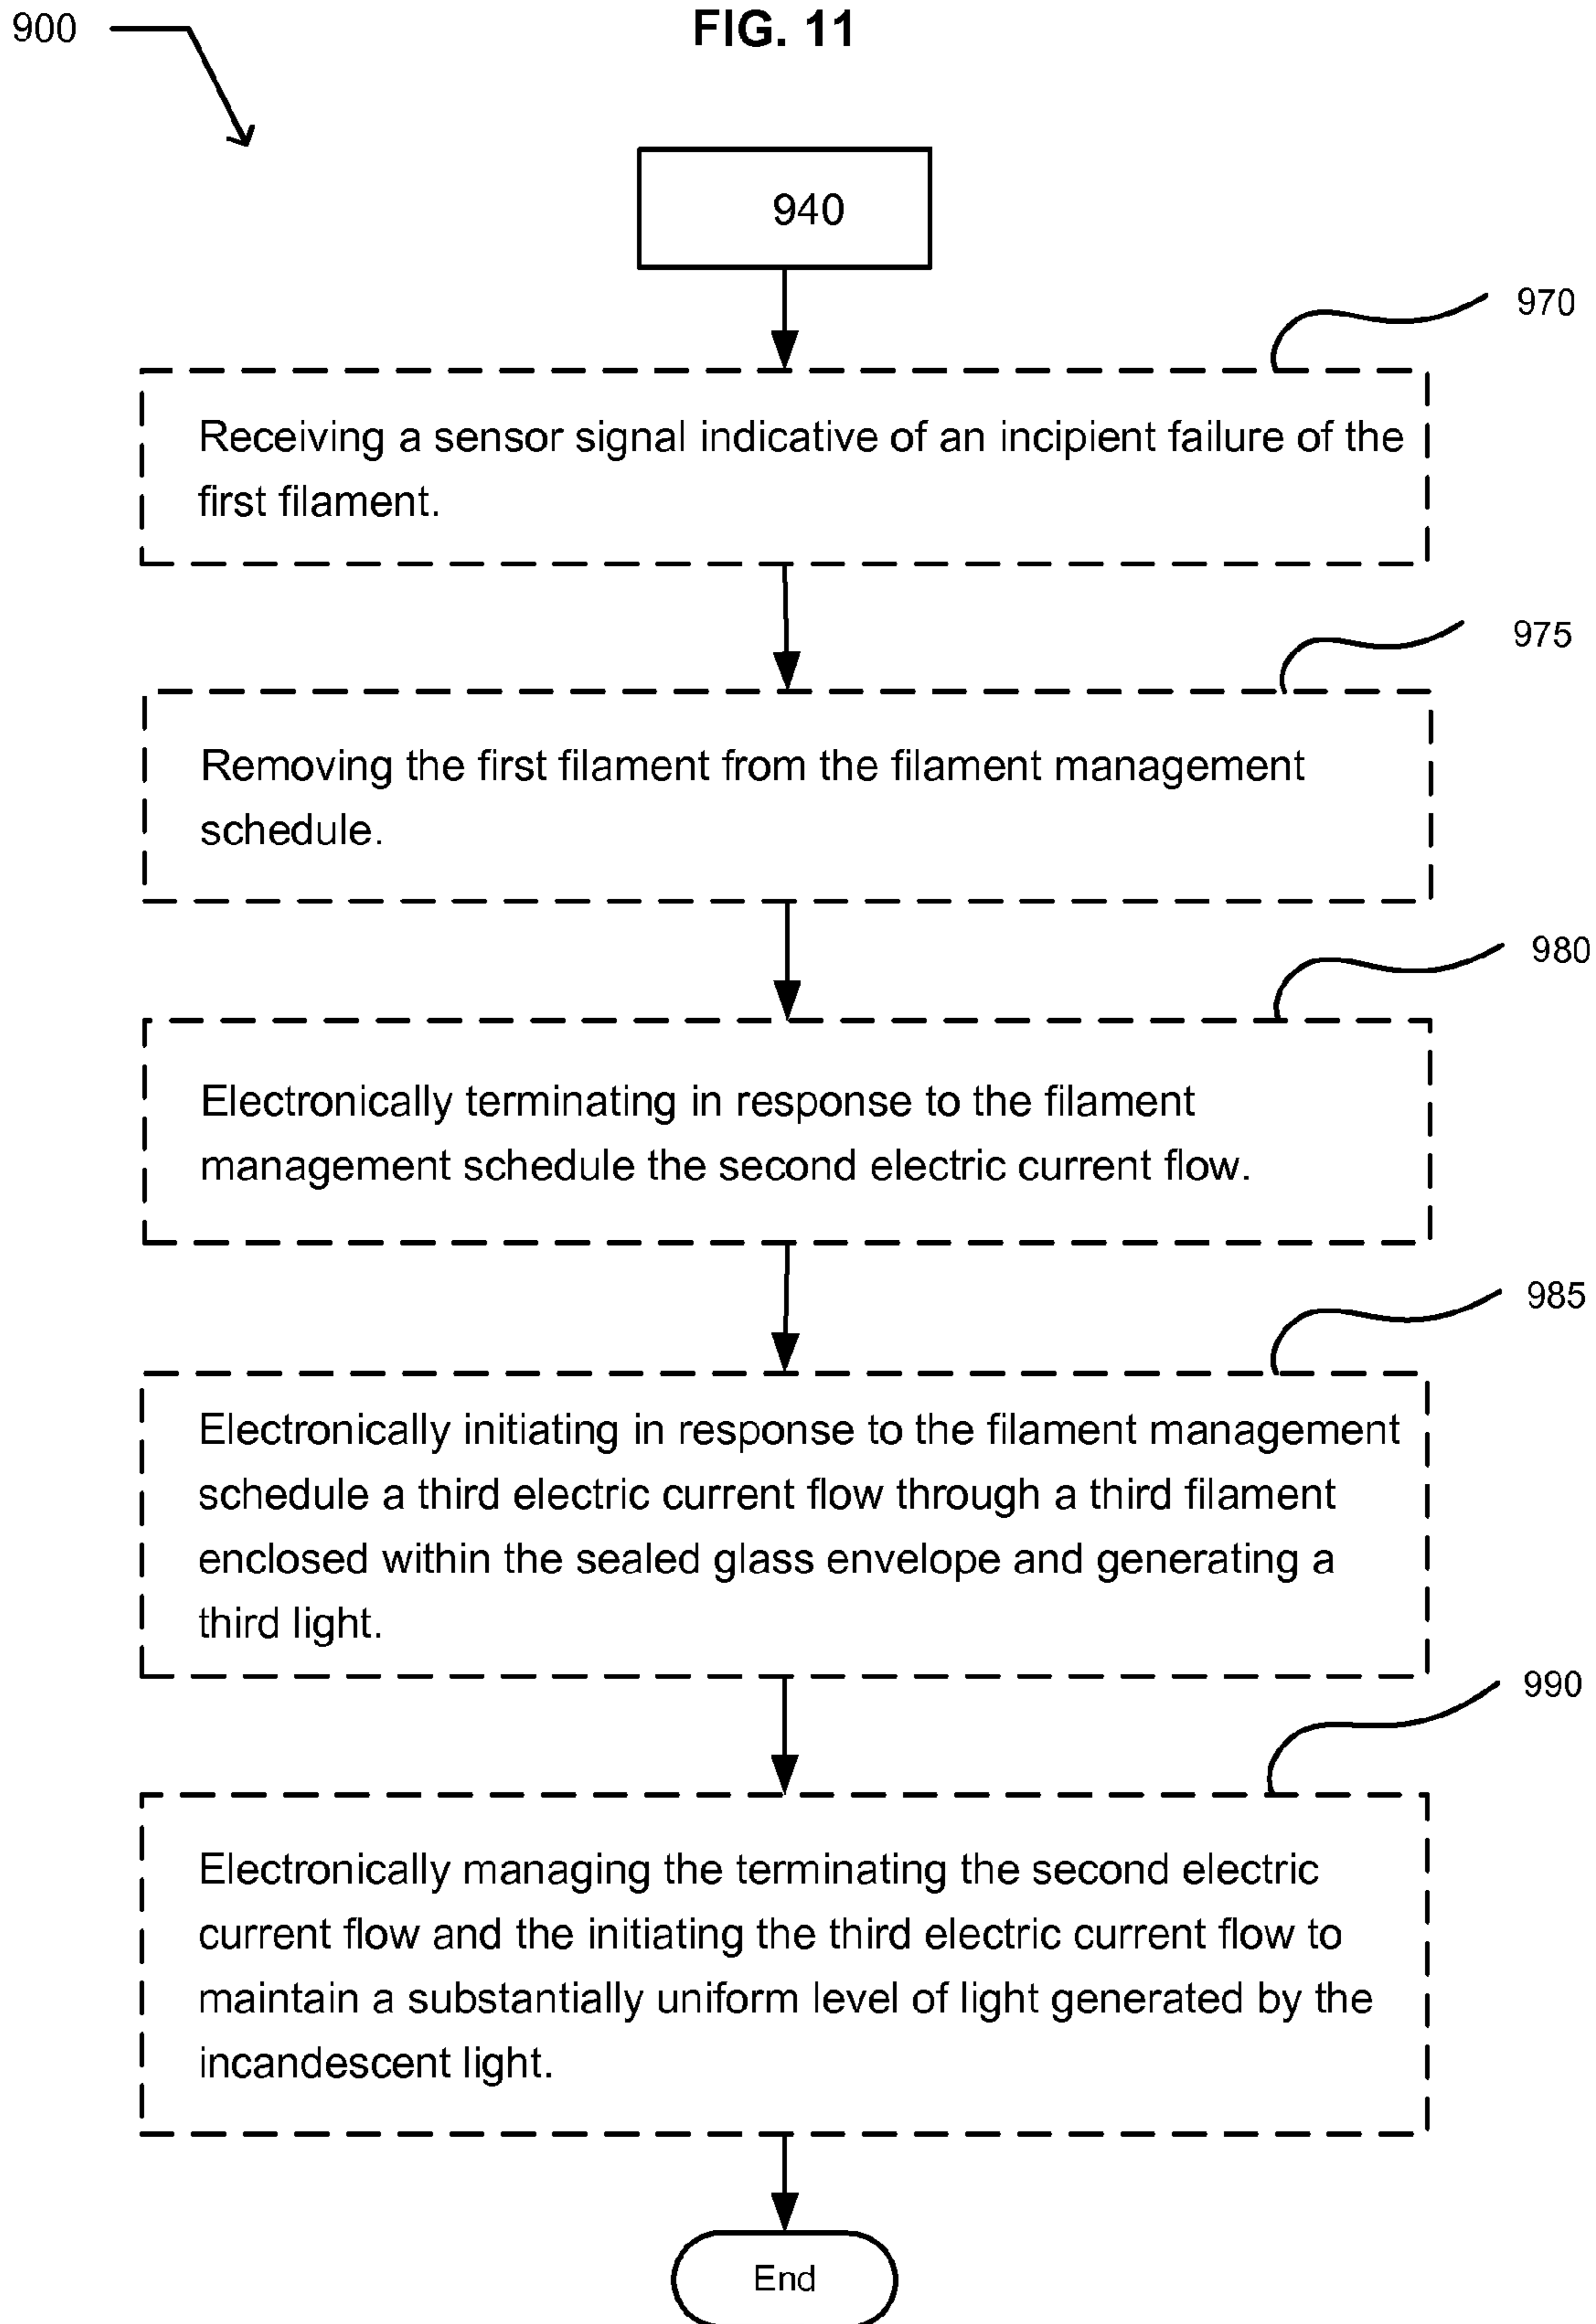 900
FIG. 11
940
970
Receiving a sensor signal indicative of an incipient failure of the
first filament.
975
Removing the first filament from the filament management
schedule.
980
Electronically terminating in response to the filament
management schedule the second electric current flow.
985
Electronically initiating in response to the filament management
schedule a third electric current flow through a third filament
enclosed within the sealed glass envelope and generating a
third light.
990
Electronically managing the terminating the second electric
current flow and the initiating the third electric current flow to
maintain a substantially uniform level of light generated by the
incandescent light.
End